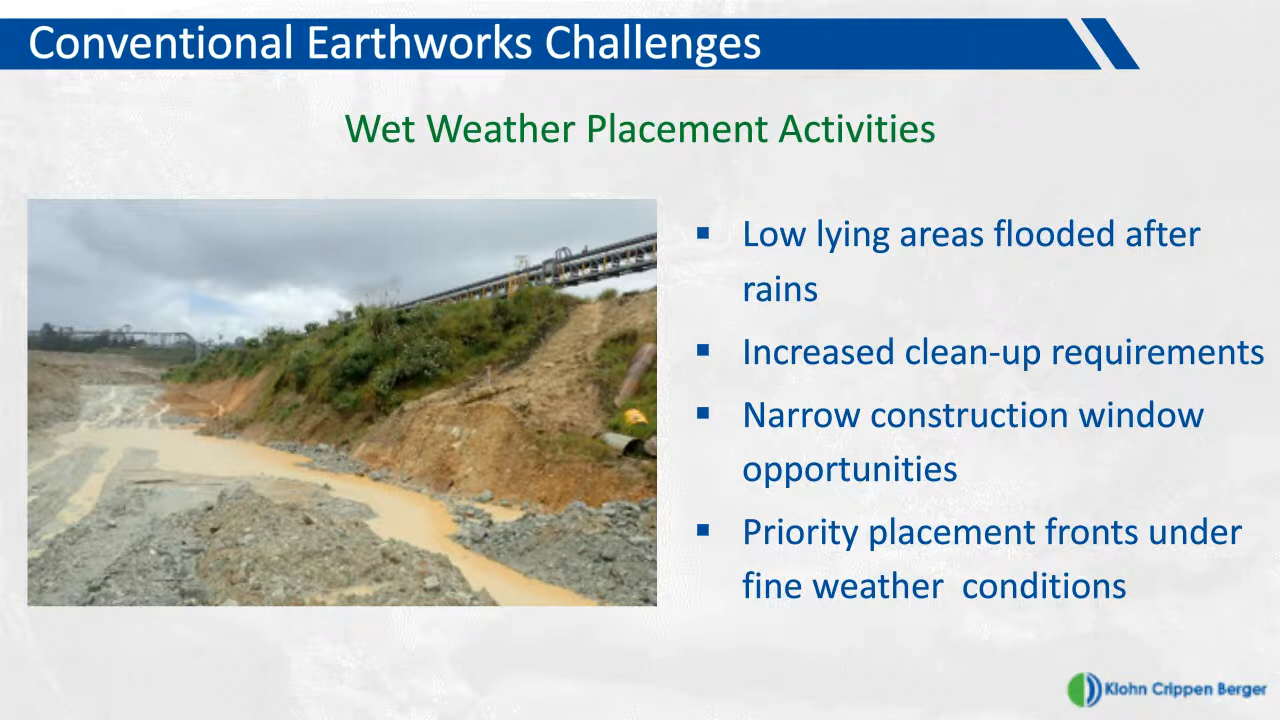 Conventional Earthworks Challenges
Wet Weather Placement Activities
▪ Low lying areas flooded after
rains
▪ Increased clean-up requirements
▪ Narrow construction window
opportunities
▪ Priority placement fronts under
fine weather  conditions
Klohn Crippen Berger